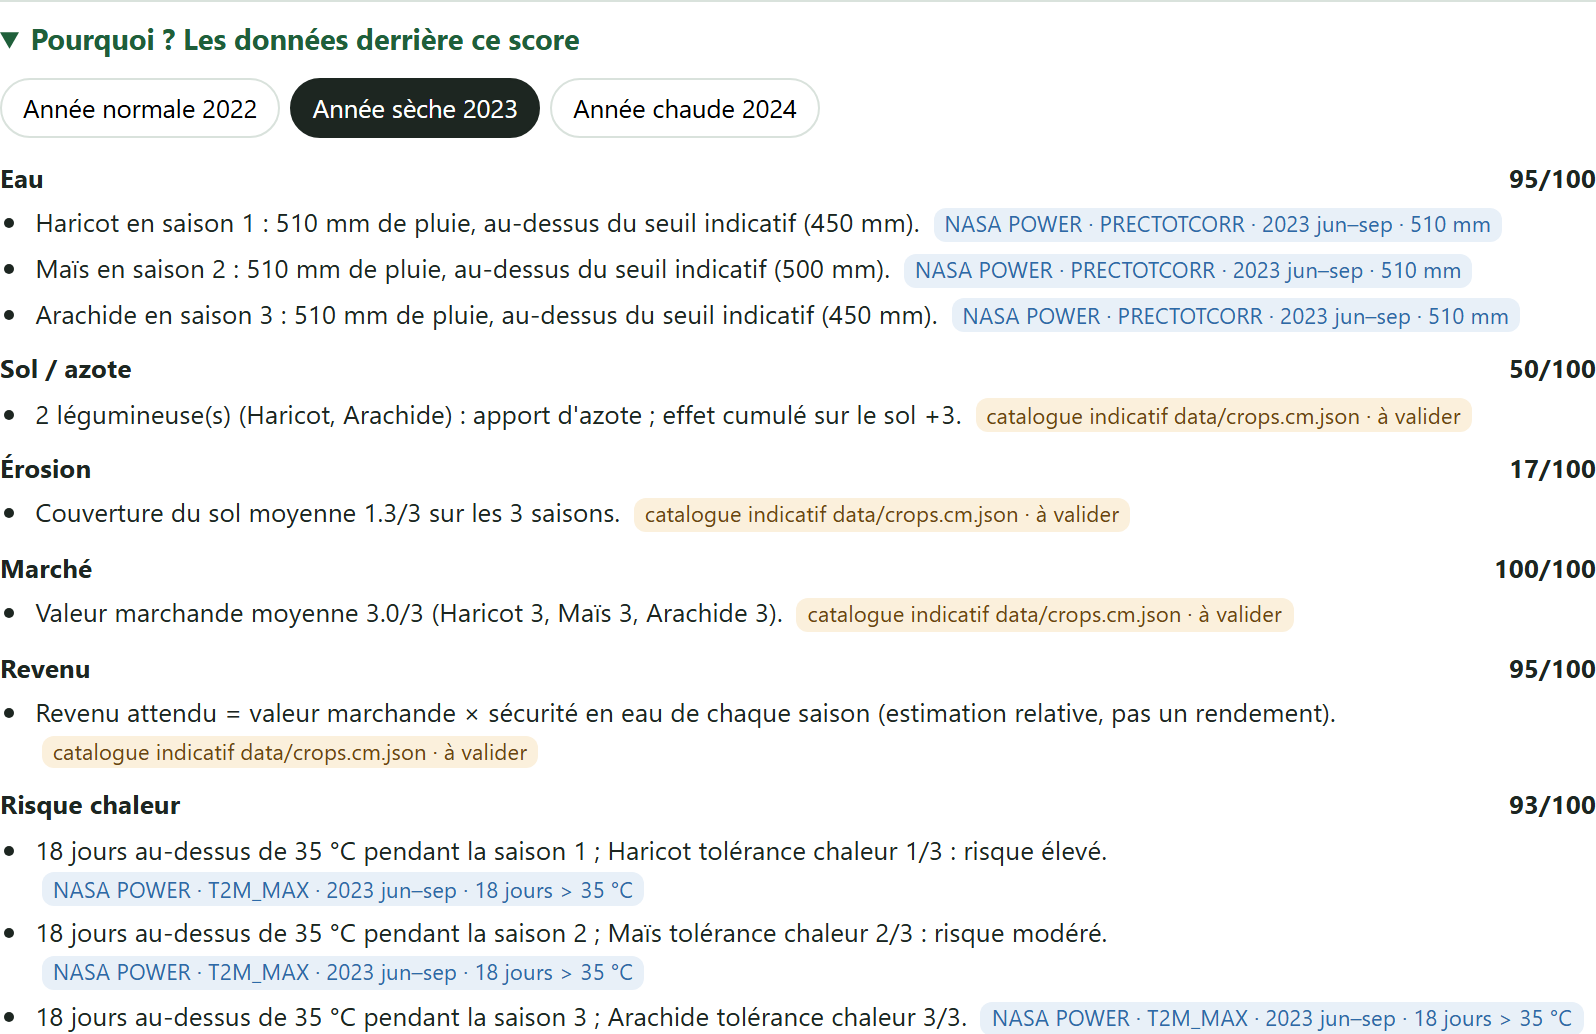 ▼ Pourquoi ? Les données derrière ce score
Année normale 2022 Année sèche 2023 Année chaude 2024
Eau 95/100
• Haricot en saison 1 : 510 mm de pluie, au-dessus du seuil indicatif (450 mm). NASA POWER · PRECTOTCORR · 2023 jun–sep · 510 mm
• Maïs en saison 2 : 510 mm de pluie, au-dessus du seuil indicatif (500 mm). NASA POWER · PRECTOTCORR · 2023 jun–sep · 510 mm
• Arachide en saison 3 : 510 mm de pluie, au-dessus du seuil indicatif (450 mm). NASA POWER · PRECTOTCORR · 2023 jun–sep · 510 mm
Sol / azote 50/100
• 2 légumineuse(s) (Haricot, Arachide) : apport d'azote ; effet cumulé sur le sol +3. catalogue indicatif data/crops.cm.json · à valider
Érosion 17/100
• Couverture du sol moyenne 1.3/3 sur les 3 saisons. catalogue indicatif data/crops.cm.json · à valider
Marché 100/100
• Valeur marchande moyenne 3.0/3 (Haricot 3, Maïs 3, Arachide 3). catalogue indicatif data/crops.cm.json · à valider
Revenu 95/100
• Revenu attendu = valeur marchande × sécurité en eau de chaque saison (estimation relative, pas un rendement).
catalogue indicatif data/crops.cm.json · à valider
Risque chaleur 93/100
• 18 jours au-dessus de 35 °C pendant la saison 1 ; Haricot tolérance chaleur 1/3 : risque élevé.
NASA POWER · T2M_MAX · 2023 jun–sep · 18 jours > 35 °C
• 18 jours au-dessus de 35 °C pendant la saison 2 ; Maïs tolérance chaleur 2/3 : risque modéré.
NASA POWER · T2M_MAX · 2023 jun–sep · 18 jours > 35 °C
• 18 jours au-dessus de 35 °C pendant la saison 3 ; Arachide tolérance chaleur 3/3. NASA POWER · T2M_MAX · 2023 jun–sep · 18 jours > 35 °C